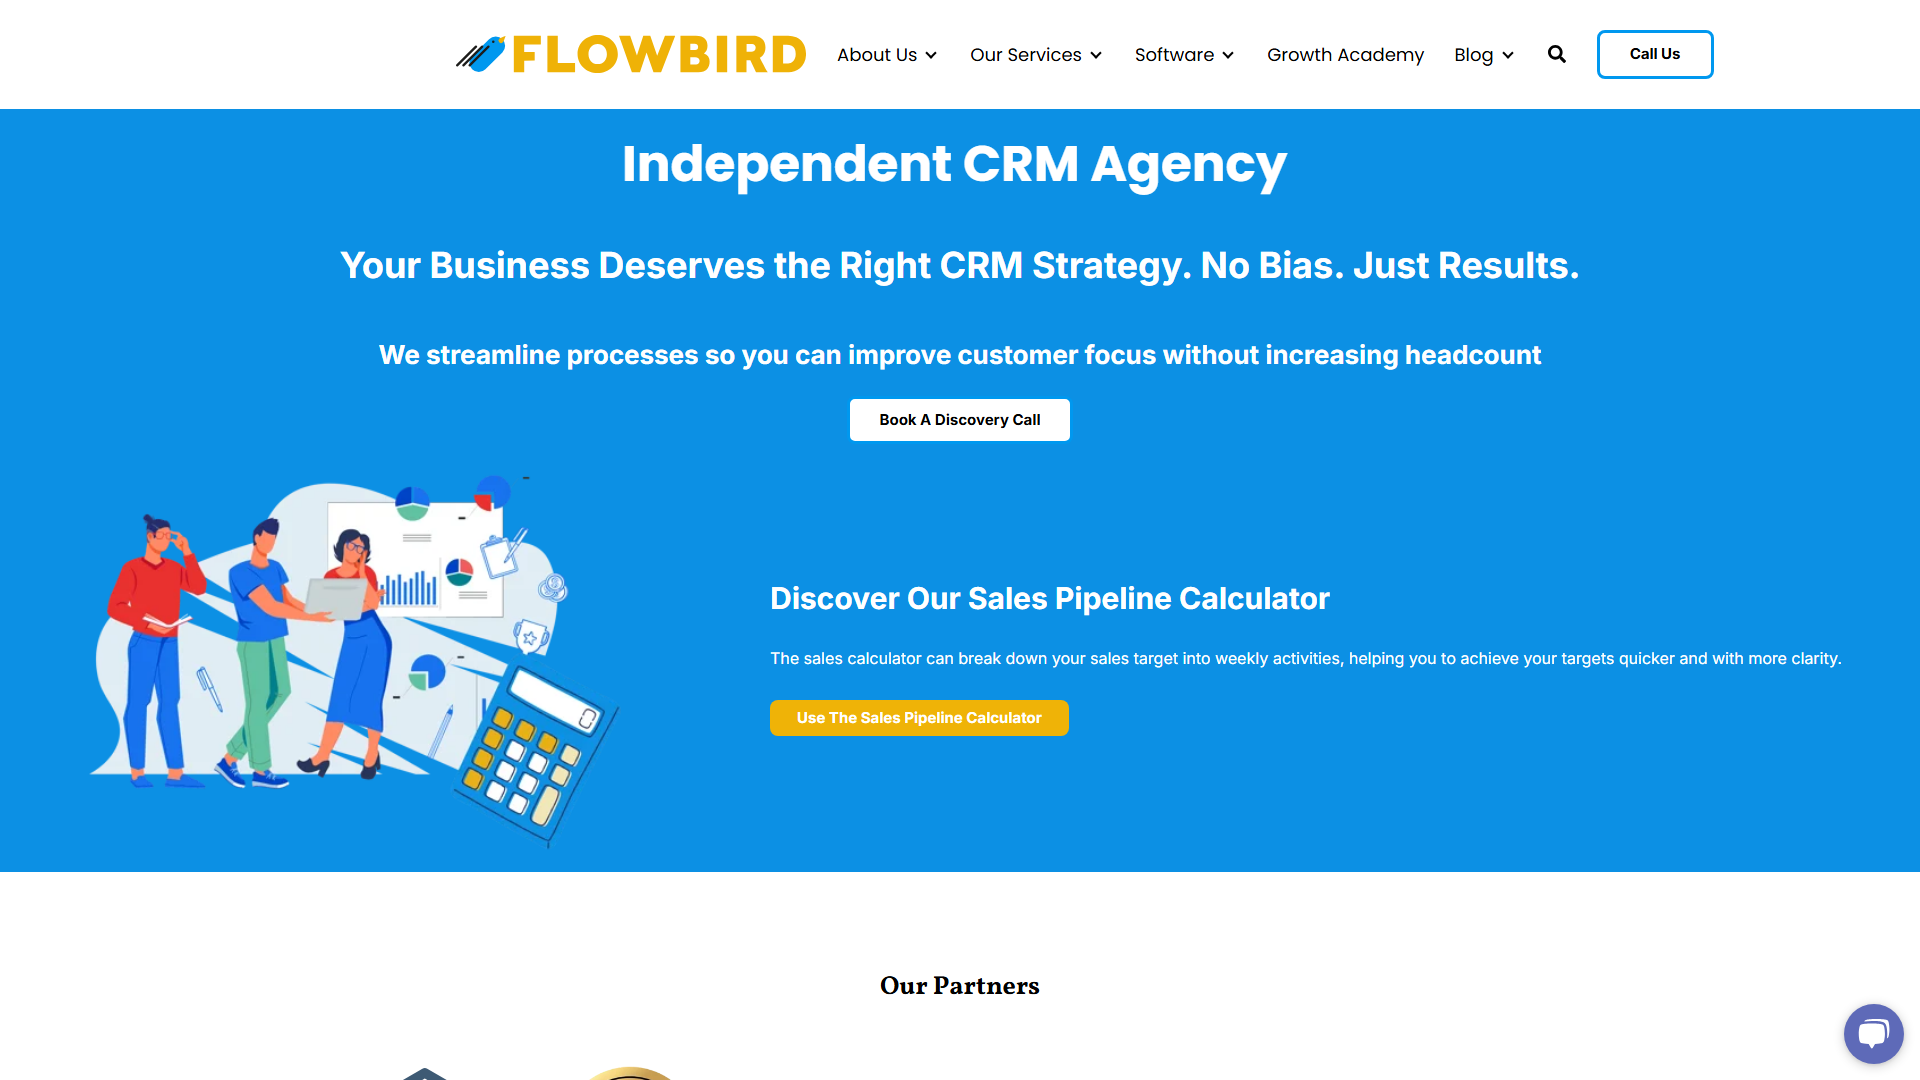 FLOWBIRD
About Us
Our Services
Software
Growth Academy
Blog
Call Us
Independent CRM Agency
Your Business Deserves the Right CRM Strategy. No Bias. Just Results.
We streamline processes so you can improve customer focus without increasing headcount
Book A Discovery Call
Discover Our Sales Pipeline Calculator
The sales calculator can break down your sales target into weekly activities, helping you to achieve your targets quicker and with more clarity.
Use The Sales Pipeline Calculator
Our Partners